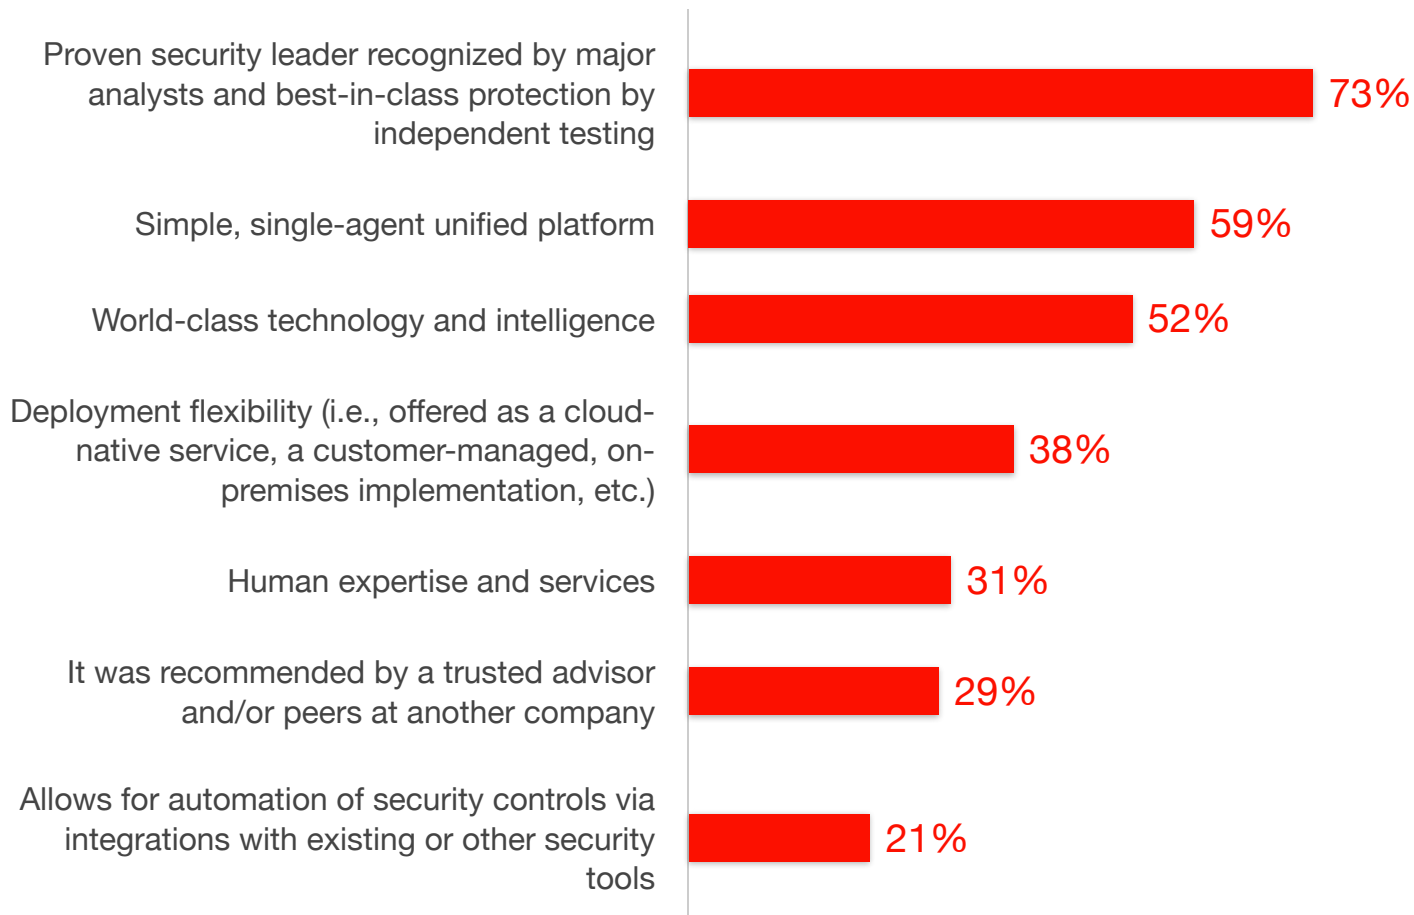 Proven security leader recognized by major
analysts and best-in-class protection by
independent testing
73%
Simple, single-agent unified platform
59%
World-class technology and intelligence
52%
Deployment flexibility (i.e., offered as a cloud-
native service, a customer-managed, on-
premises implementation, etc.)
38%
Human expertise and services
31%
It was recommended by a trusted advisor
and/or peers at another company
29%
Allows for automation of security controls via
integrations with existing or other security
tools
21%